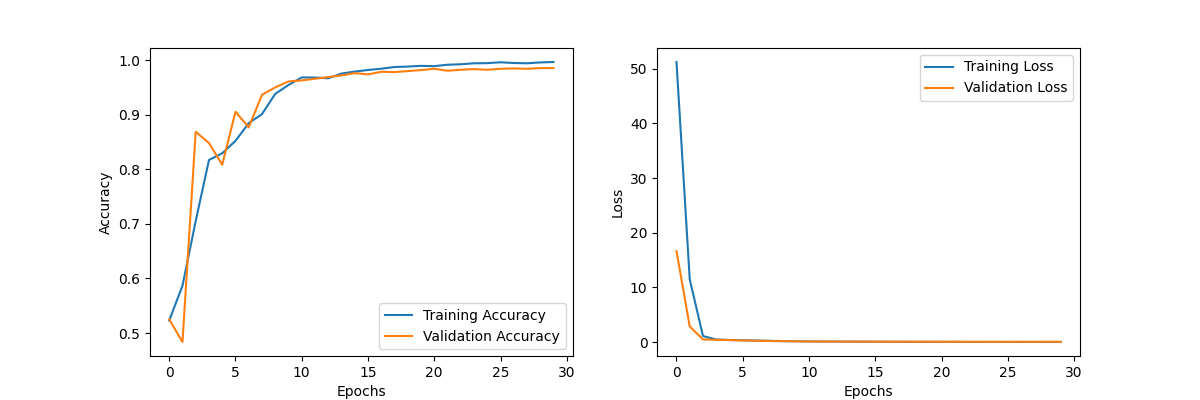 1.0
0.9
0.8
0.7
0.6
0.5
Accuracy
0 5 10 15 20 25 30
Epochs
Training Accuracy
Validation Accuracy
50
40
30
20
10
0
Loss
0 5 10 15 20 25 30
Epochs
Training Loss
Validation Loss